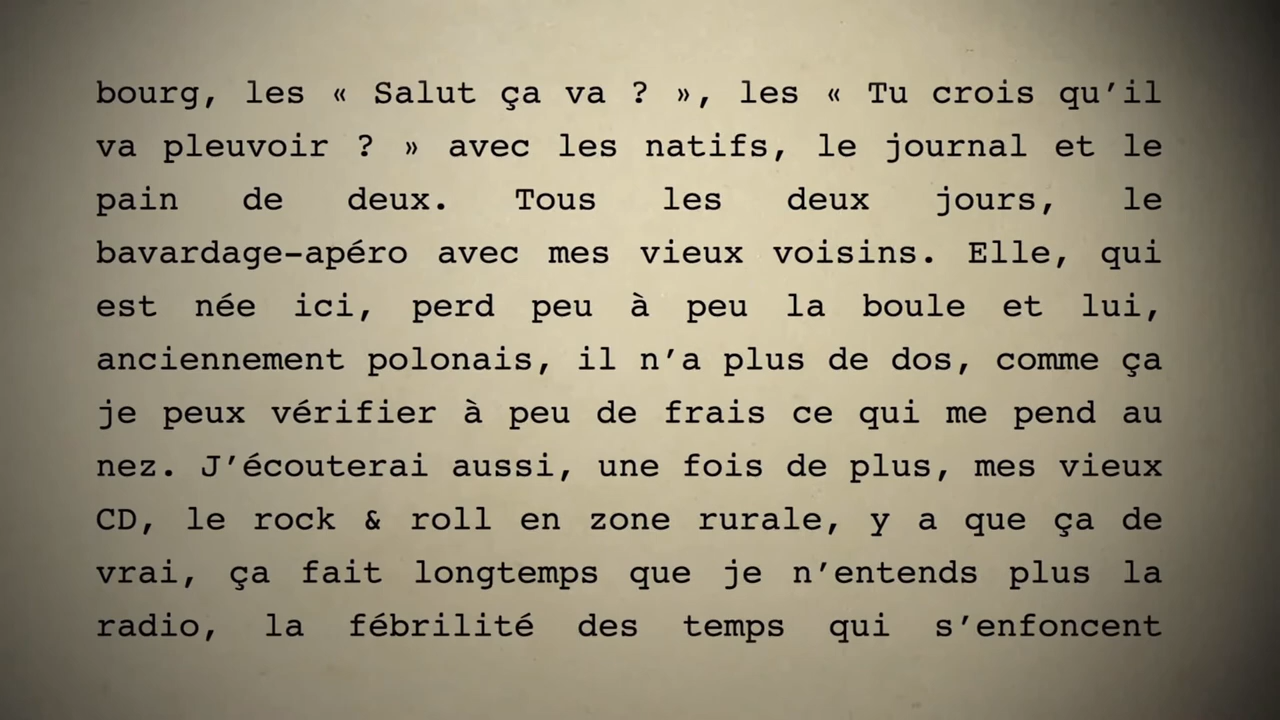 bourg, les « Salut ça va ? », les « Tu crois qu’il
va pleuvoir ? » avec les natifs, le journal et le
pain de deux. Tous les deux jours, le
bavardage-apéro avec mes vieux voisins. Elle, qui
est née ici, perd peu à peu la boule et lui,
anciennement polonais, il n’a plus de dos, comme ça
je peux vérifier à peu de frais ce qui me pend au
nez. J’écouterai aussi, une fois de plus, mes vieux
CD, le rock & roll en zone rurale, y a que ça de
vrai, ça fait longtemps que je n’entends plus la
radio, la fébrilité des temps qui s’enfoncent